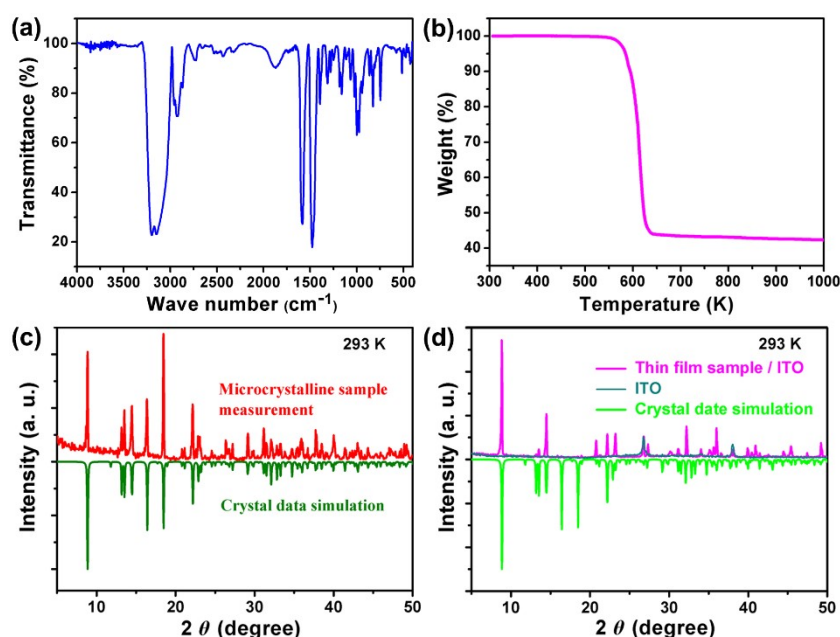 (a)
Transmittance (%)
100
80
60
40
20
4000 3500 3000 2500 2000 1500 1000 500
Wave number (cm⁻¹)
(b)
Weight (%)
100
90
80
70
60
50
40
300 400 500 600 700 800 900 1000
Temperature (K)
(c)
293 K
Microcrystalline sample
measurement
Crystal data simulation
Intensity (a. u.)
10 20 30 40 50
2 θ (degree)
(d)
293 K
Thin film sample / ITO
ITO
Crystal date simulation
Intensity (a. u.)
10 20 30 40 50
2 θ (degree)